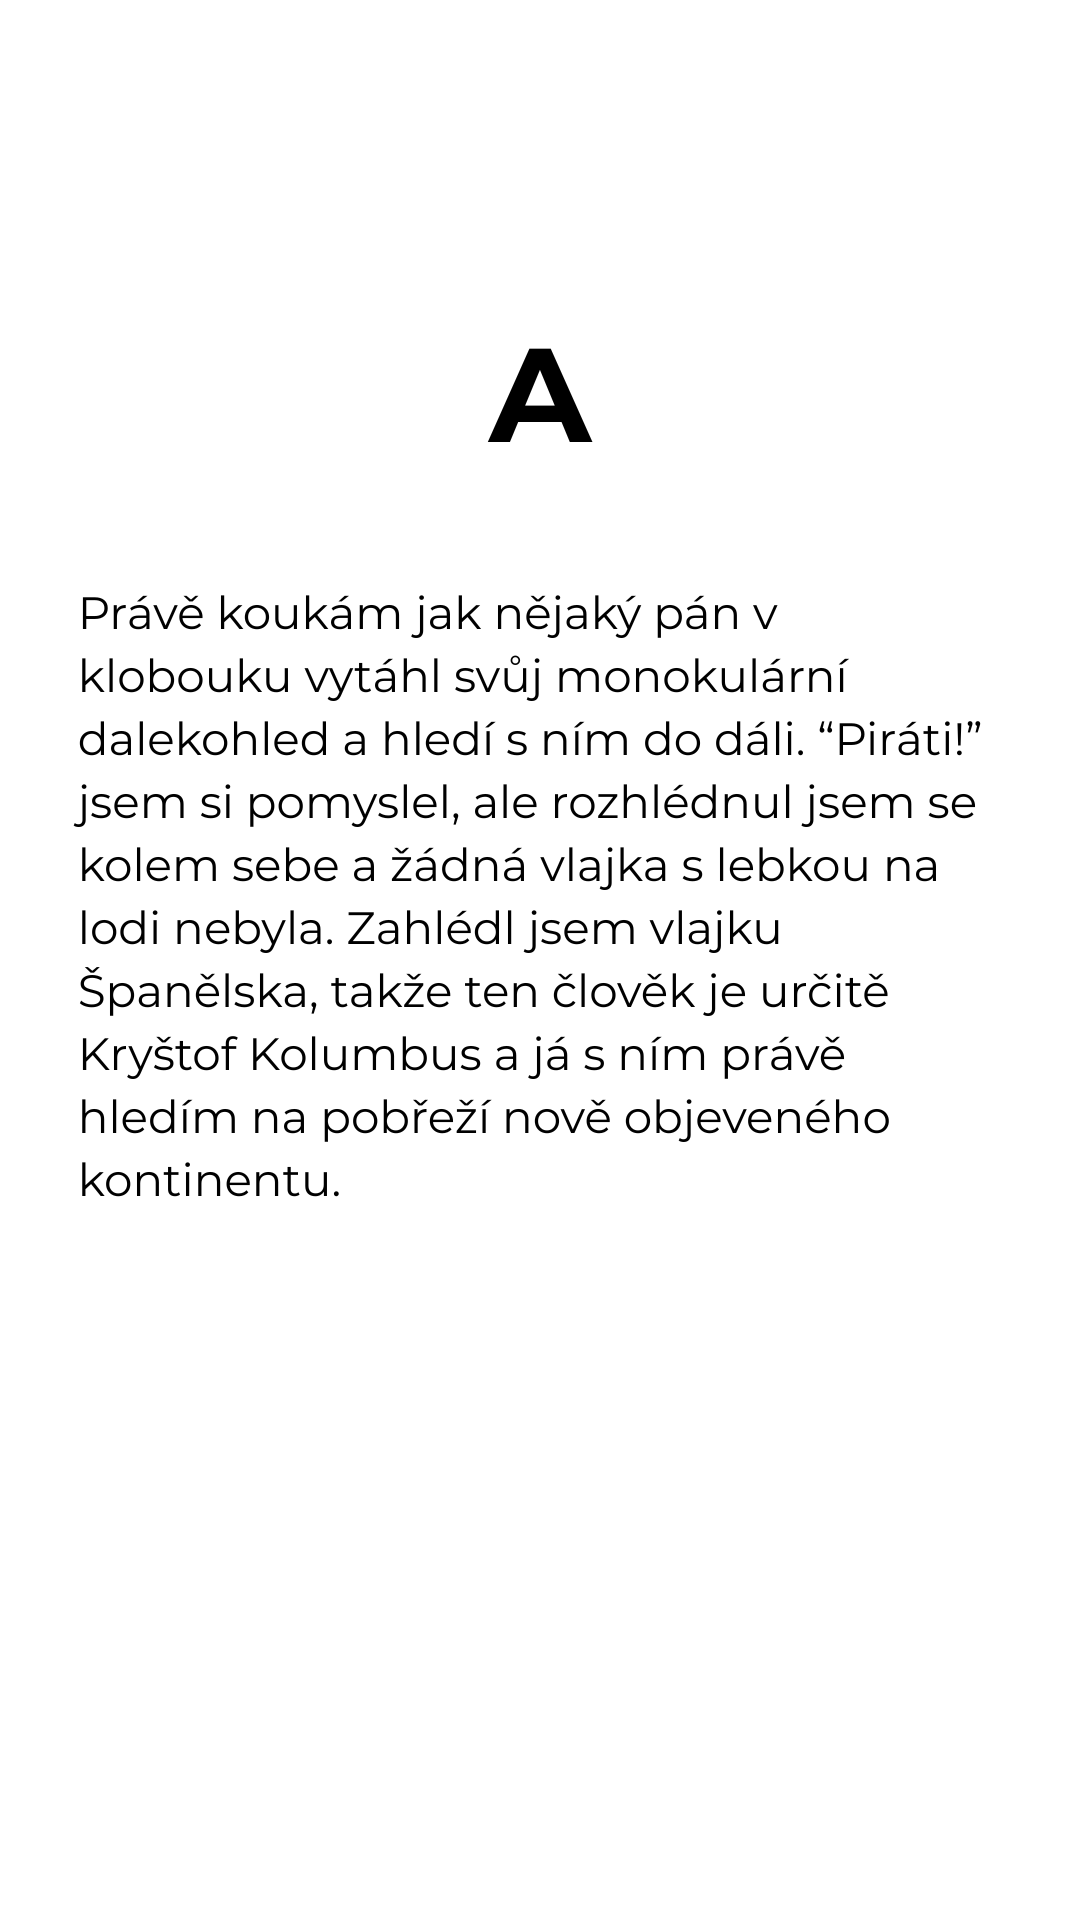 A
Právě koukám jak nějaký pán v
klobouku vytáhl svůj monokulární
dalekohled a hledí s ním do dáli. “Piráti!”
jsem si pomyslel, ale rozhlédnul jsem se
kolem sebe a žádná vlajka s lebkou na
lodi nebyla. Zahlédl jsem vlajku
Španělska, takže ten člověk je určitě
Kryštof Kolumbus a já s ním právě
hledím na pobřeží nově objeveného
kontinentu.